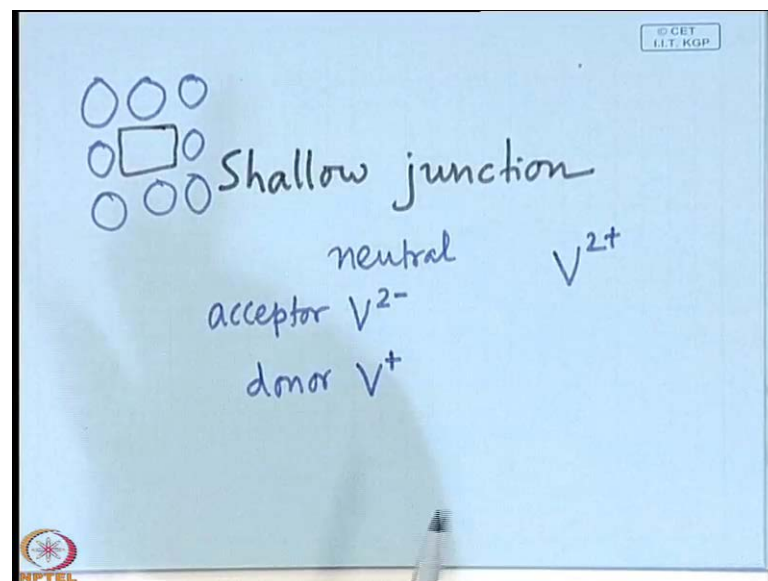 © CET
I.I.T. KGP
Shallow junction
neutral V²⁺
acceptor V²⁻
donor V⁺
NPTEL